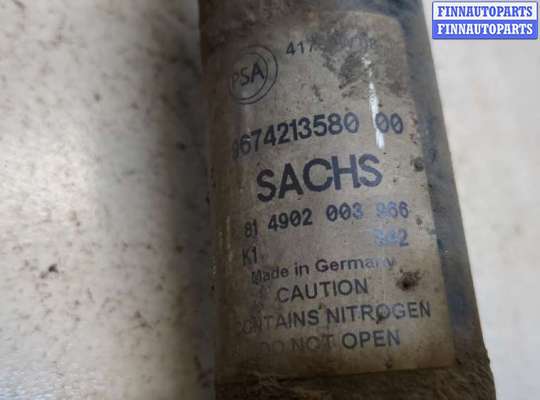 FINNAUTOPARTS
FINNAUTOPARTS
PSA
9674213580 00
SACHS
81 4902 003 966
K1
Made in Germany
CAUTION
CONTAINS NITROGEN
DO NOT OPEN